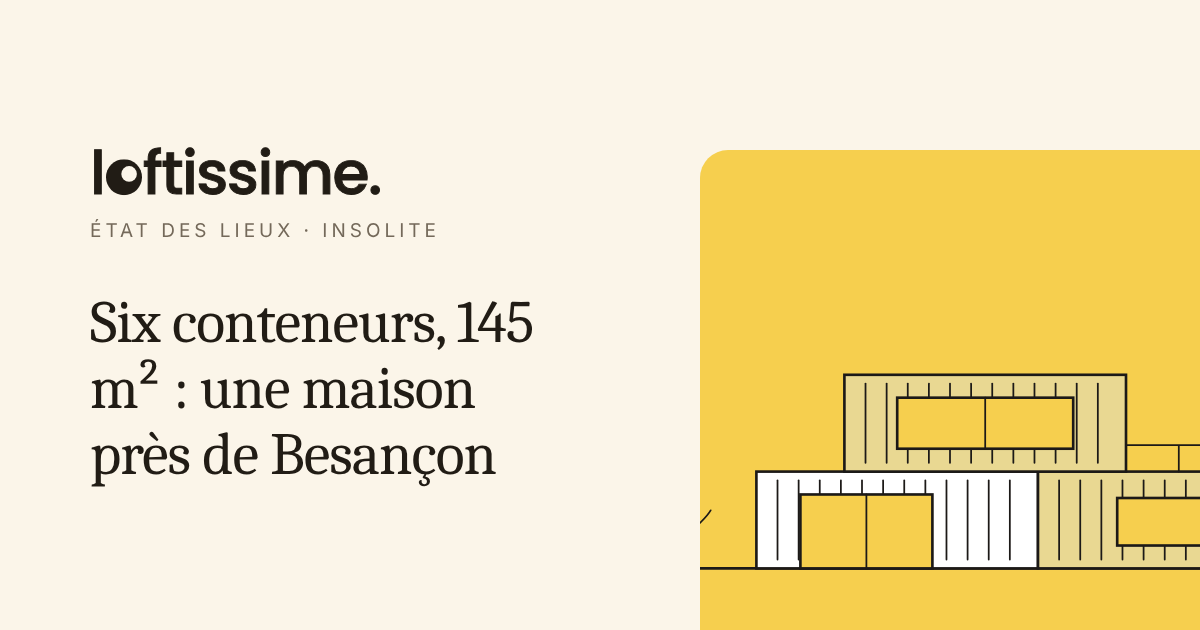 loftissime.
ÉTAT DES LIEUX · INSOLITE
Six conteneurs, 145
m² : une maison
près de Besançon